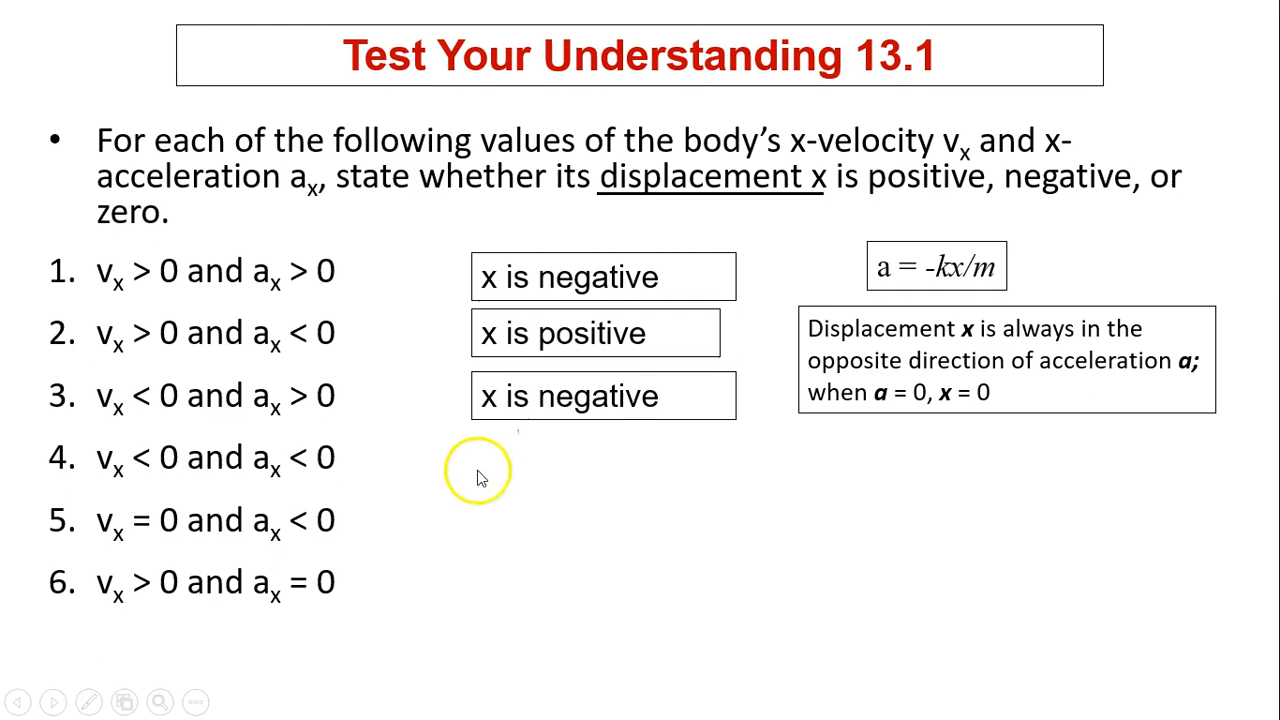 Test Your Understanding 13.1
• For each of the following values of the body’s x-velocity vₓ and x-
acceleration aₓ, state whether its displacement x is positive, negative, or
zero.
1. vₓ > 0 and aₓ > 0
x is negative
a = -kx/m
2. vₓ > 0 and aₓ < 0
x is positive
Displacement x is always in the
opposite direction of acceleration a;
when a = 0, x = 0
3. vₓ < 0 and aₓ > 0
x is negative
4. vₓ < 0 and aₓ < 0
5. vₓ = 0 and aₓ < 0
6. vₓ > 0 and aₓ = 0